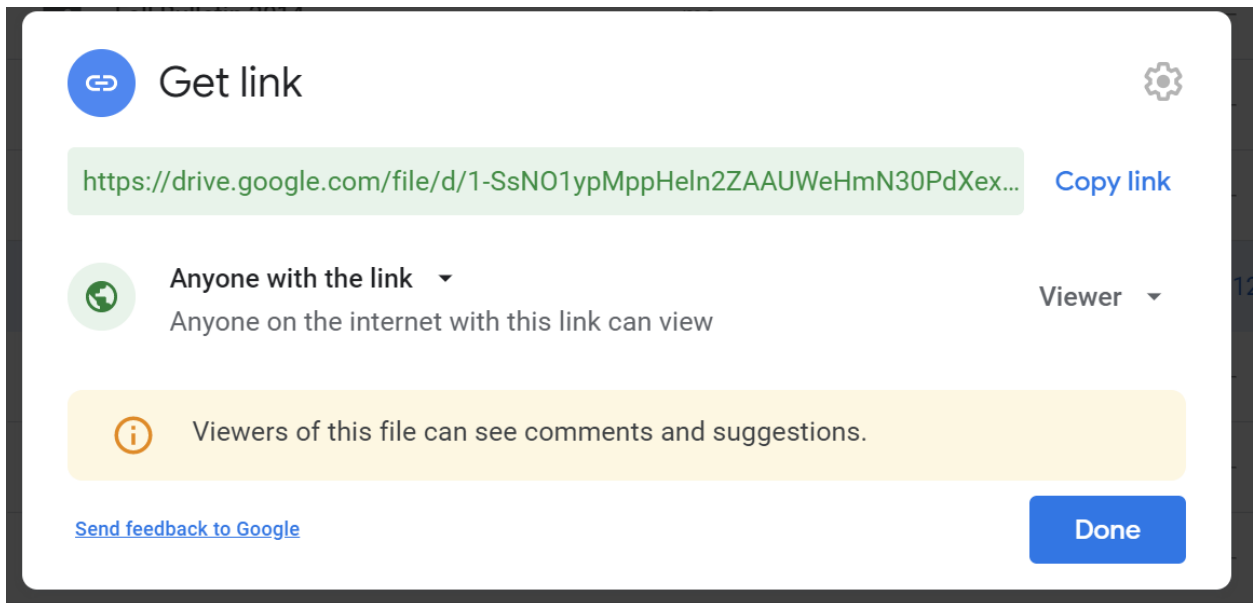 Get link
https://drive.google.com/file/d/1-SsNO1ypMppHeln2ZAAUWeHmN30PdXex...
Copy link
Anyone with the link
Anyone on the internet with this link can view
Viewer
12
Viewers of this file can see comments and suggestions.
Send feedback to Google
Done